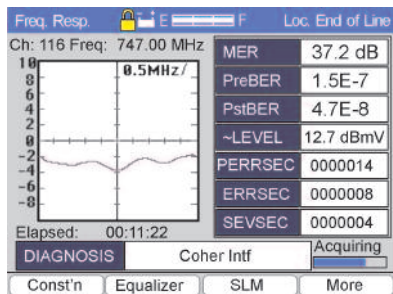 Freq. Resp. E F Loc. End of Line
Ch: 116 Freq: 747.00 MHz
10
8
6
4
2
0
-2
-4
-6
-8
0.5MHz/
MER 37.2 dB
PreBER 1.5E-7
PstBER 4.7E-8
~LEVEL 12.7 dBmV
PERRSEC 0000014
ERRSEC 0000008
SEVSEC 0000004
Elapsed: 00:11:22
DIAGNOSIS Coher Intf Acquiring
Const'n Equalizer SLM More